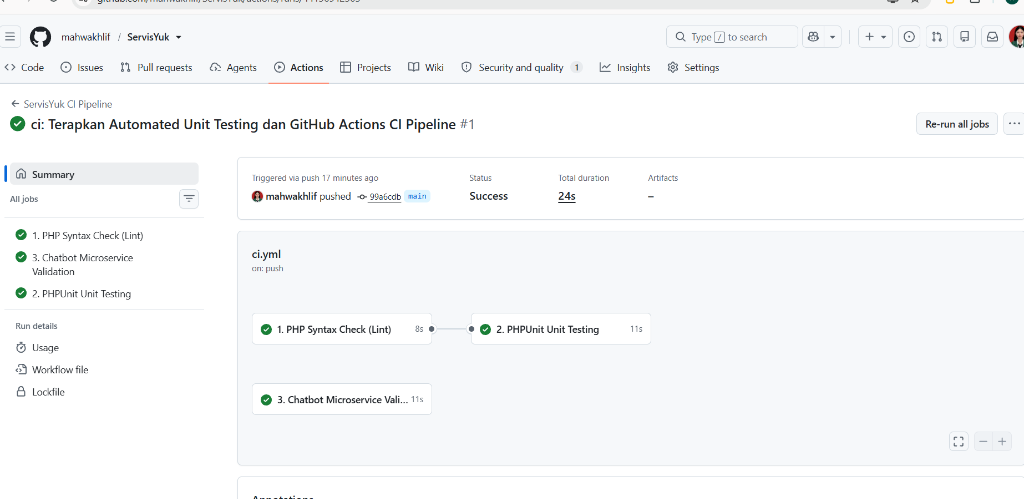 mahwakhlif / ServisYuk
Type / to search
Code Issues Pull requests Agents Actions Projects Wiki Security and quality 1 Insights Settings
ServisYuk CI Pipeline
ci: Terapkan Automated Unit Testing dan GitHub Actions CI Pipeline #1
Re-run all jobs
Summary
All jobs
1. PHP Syntax Check (Lint)
3. Chatbot Microservice
Validation
2. PHPUnit Unit Testing
Run details
Usage
Workflow file
Lockfile
Triggered via push 17 minutes ago
mahwakhlif pushed 99a6cdb main
Status
Success
Total duration
24s
Artifacts
–
ci.yml
on: push
1. PHP Syntax Check (Lint) 8s
2. PHPUnit Unit Testing 11s
3. Chatbot Microservice Vali... 11s
Annotations